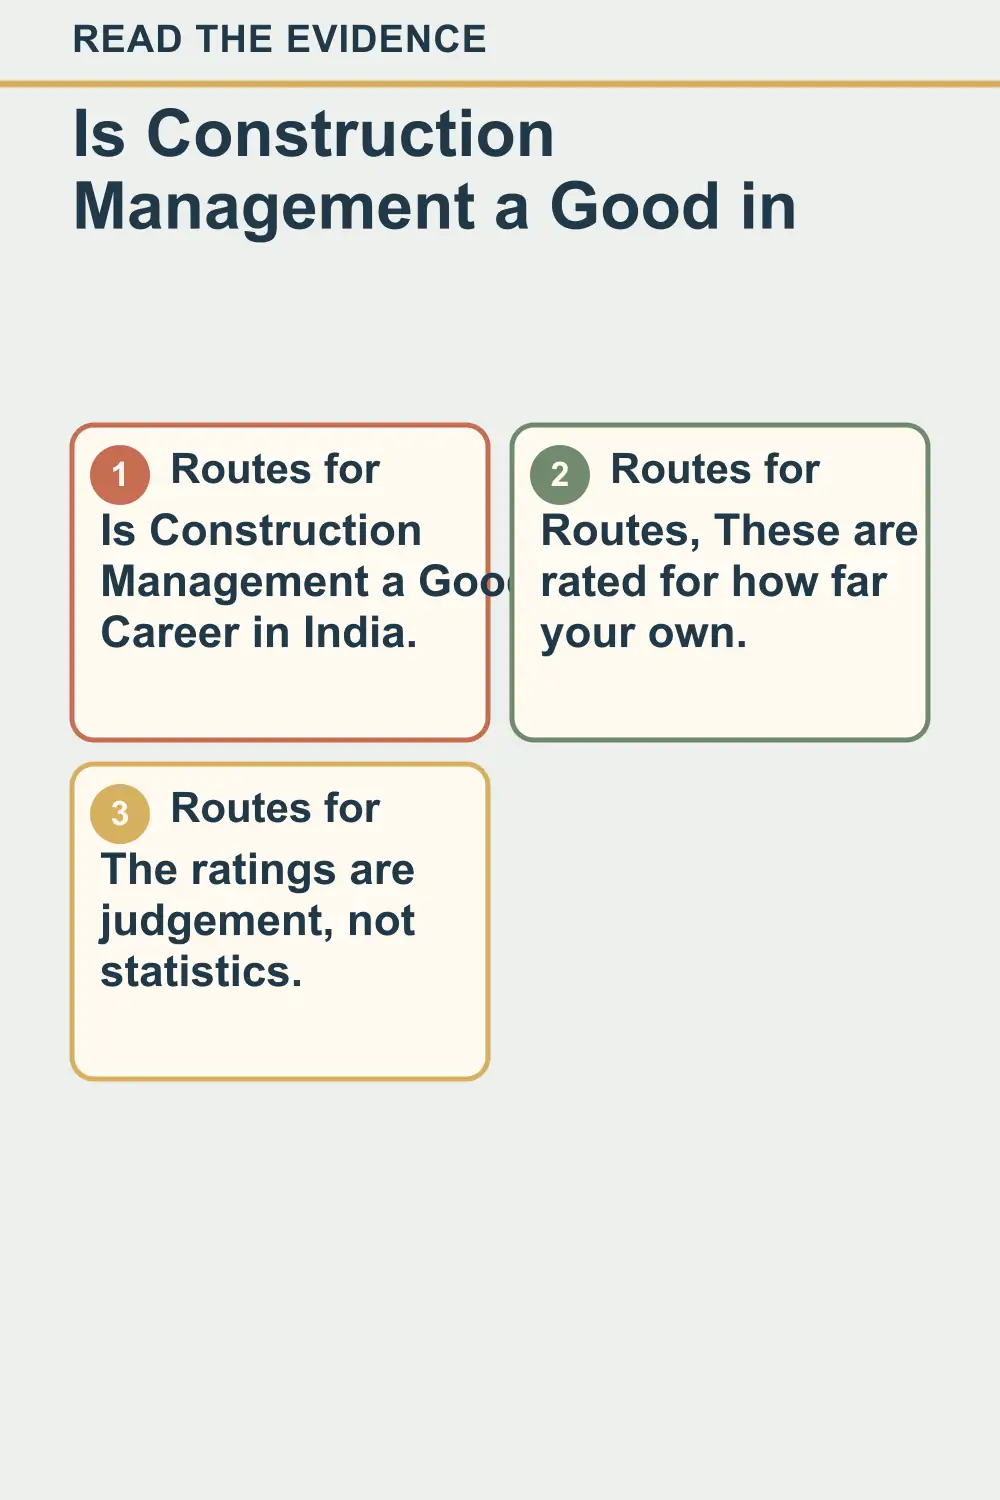 READ THE EVIDENCE
Is Construction
Management a Good in
1 Routes for
Is Construction
Management a Goo
Career in India.
2 Routes for
Routes, These are
rated for how far
your own.
3 Routes for
The ratings are
judgement, not
statistics.